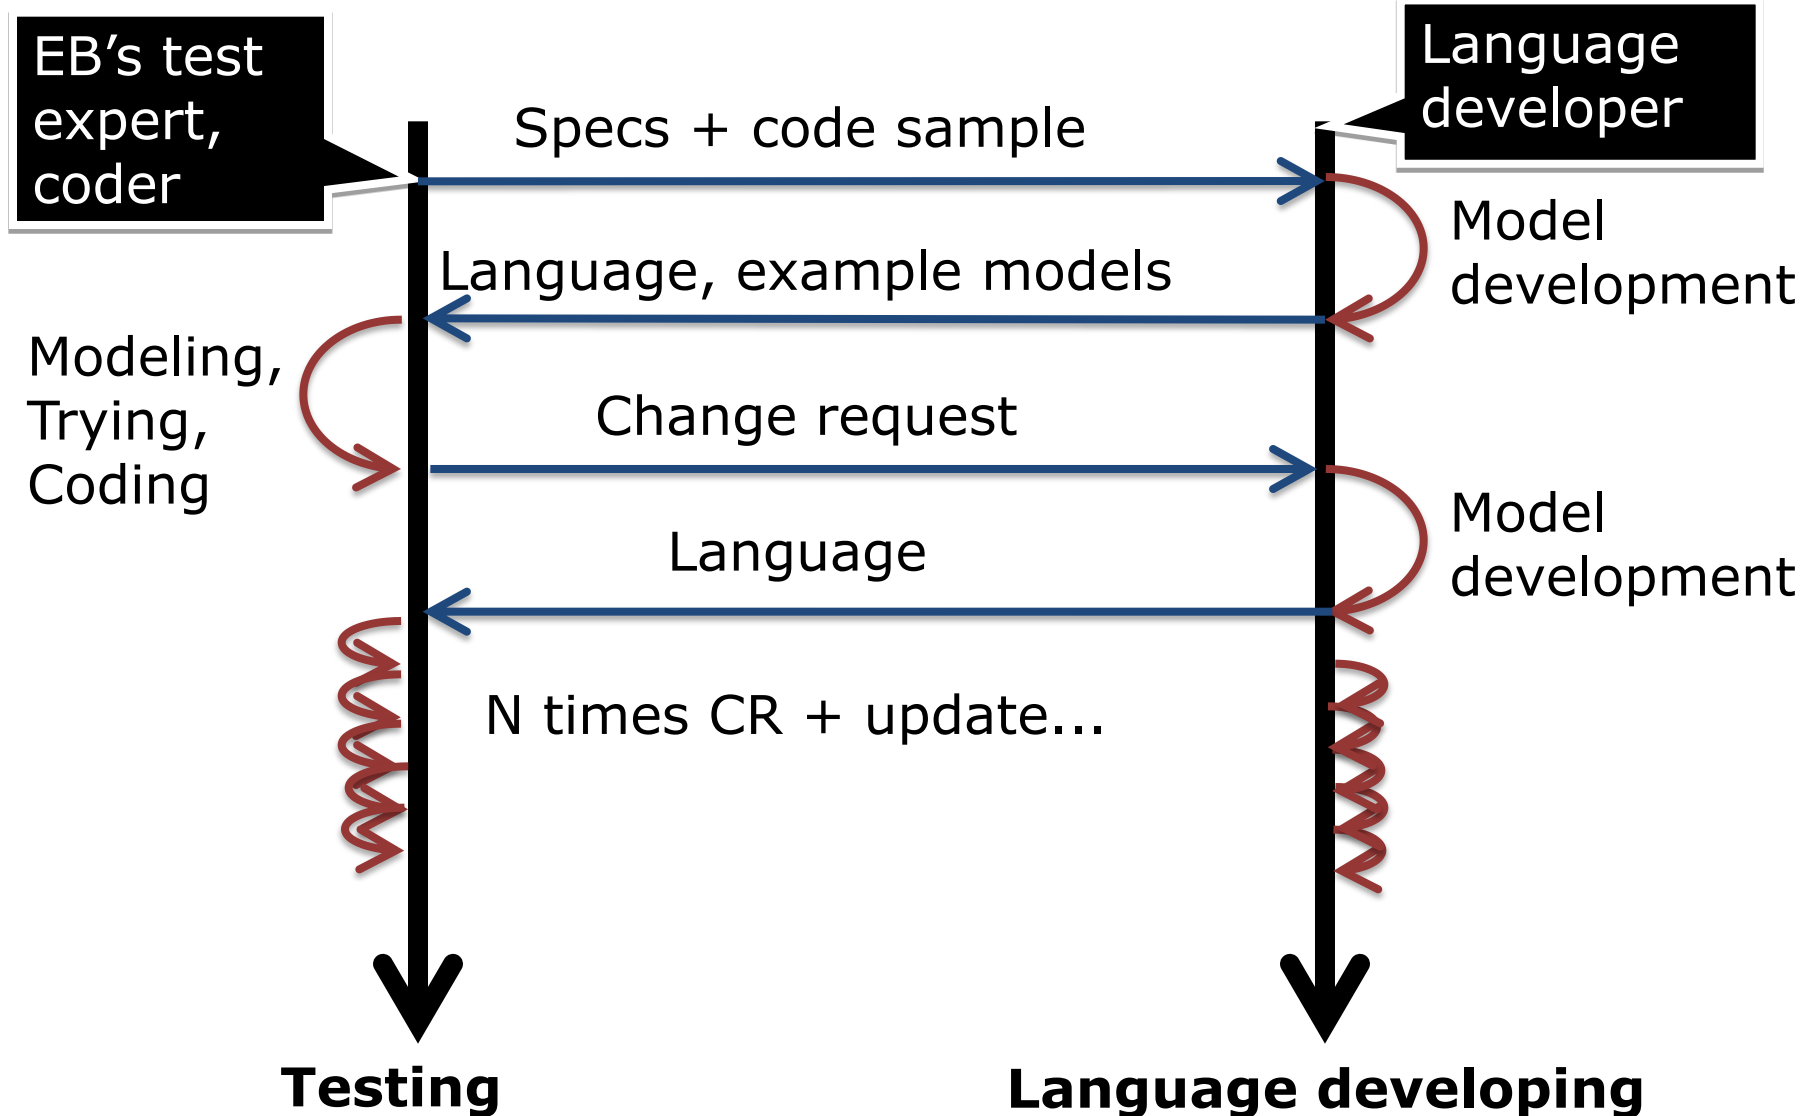 EB’s test
expert,
coder
Language
developer
Specs + code sample
Model
development
Language, example models
Modeling,
Trying,
Coding
Change request
Model
development
Language
N times CR + update...
Testing
Language developing